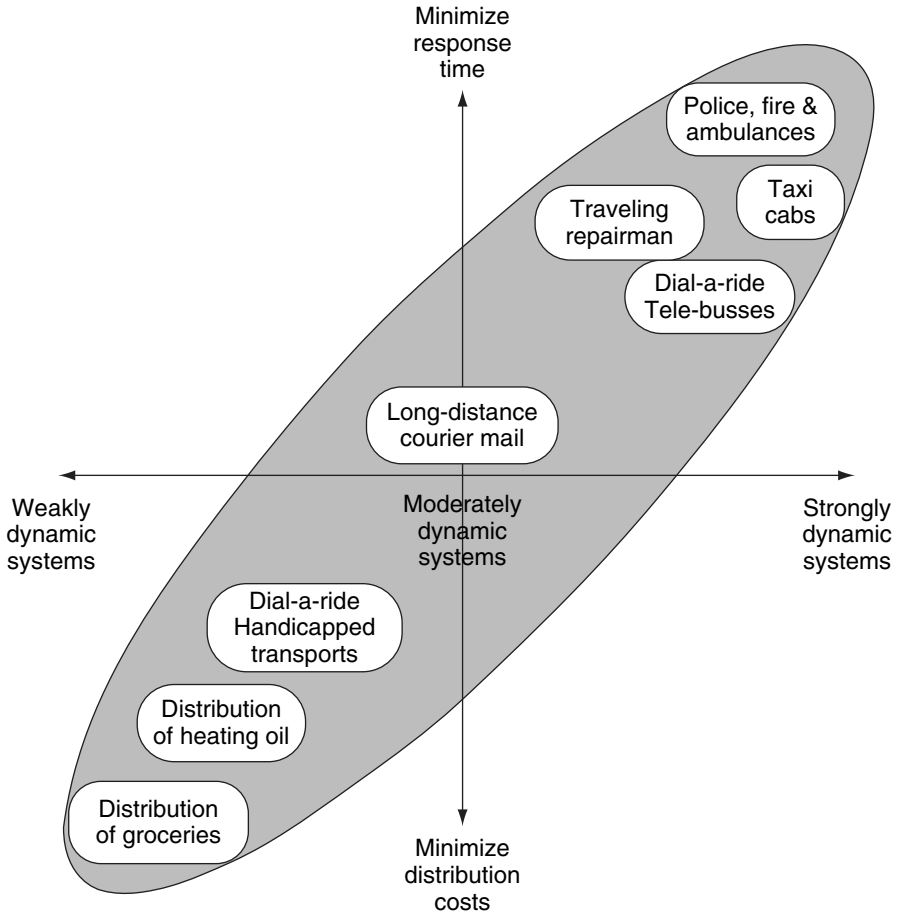 Minimize
response
time
Police, fire &
ambulances
Taxi
cabs
Traveling
repairman
Dial-a-ride
Tele-busses
Long-distance
courier mail
Weakly
dynamic
systems
Moderately
dynamic
systems
Strongly
dynamic
systems
Dial-a-ride
Handicapped
transports
Distribution
of heating oil
Distribution
of groceries
Minimize
distribution
costs